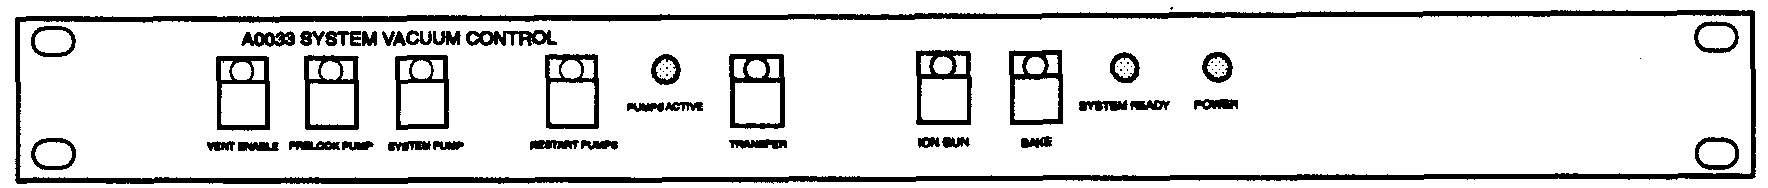 A0033 SYSTEM VACUUM CONTROL
PUMPS ACTIVE
SYSTEM READY
POWER
VENT ENABLE
PRELOCK PUMP
SYSTEM PUMP
RESTART PUMPS
TRANSFER
ION GUN
BAKE